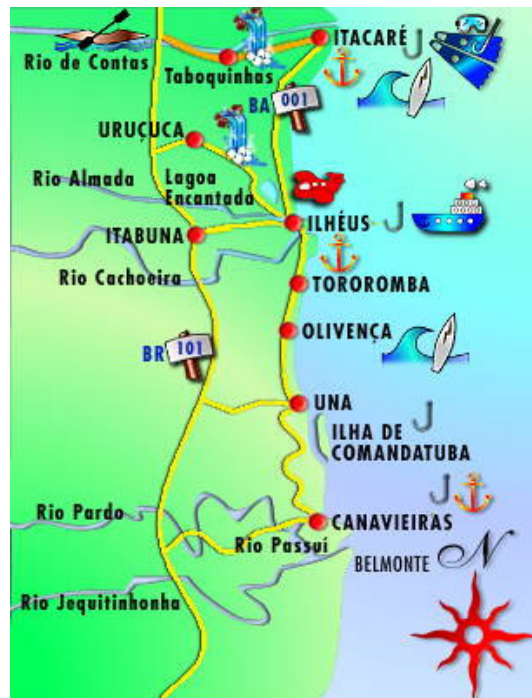 ITACARÉ
Rio de Contas
Taboquinhas
BA 001
URUÇUCA
Rio Almada
Lagoa
Encantada
ILHÉUS
ITABUNA
Rio Cachoeira
TOROROMBA
OLIVENÇA
BR 101
UNA
ILHA DE
COMANDATUBA
Rio Pardo
CANAVIEIRAS
Rio Passuí
BELMONTE N
Rio Jequitinhonha